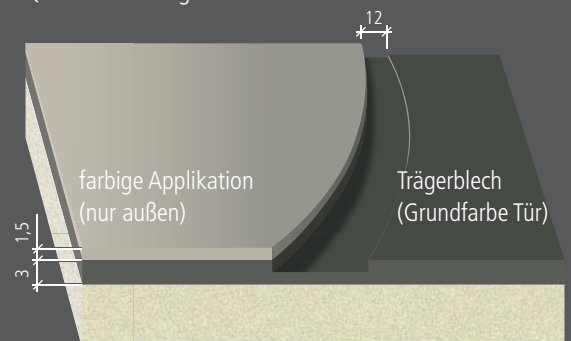 12
farbige Applikation
(nur außen)
Trägerblech
(Grundfarbe Tür)
1,5
3